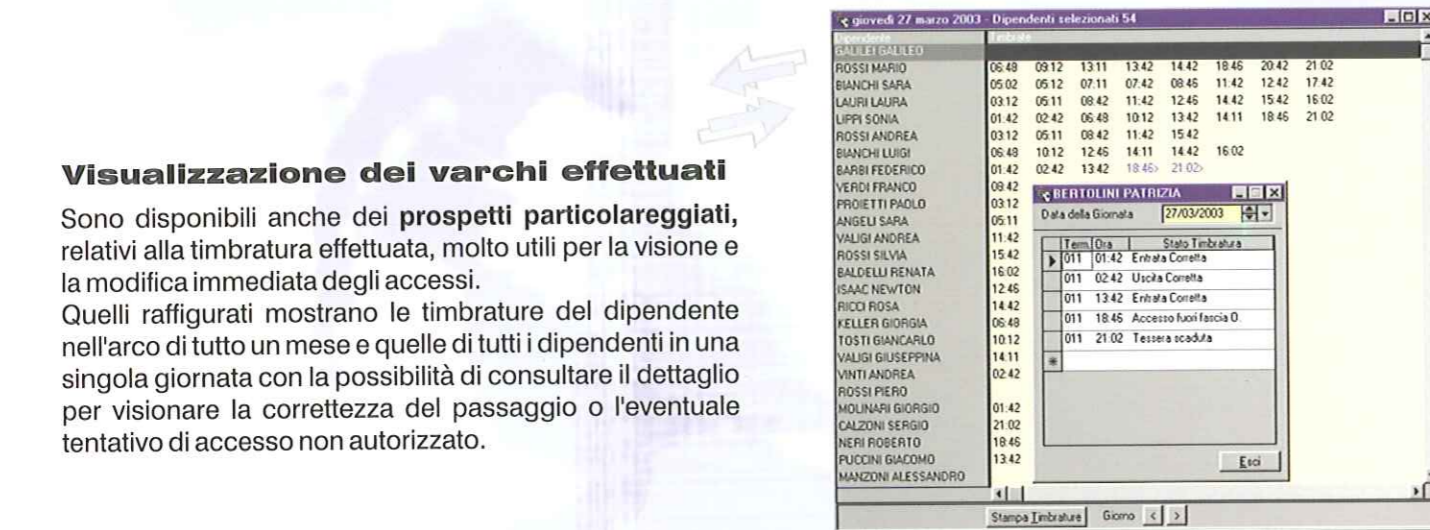 Visualizzazione dei varchi effettuati
Sono disponibili anche dei prospetti particolareggiati,
relativi alla timbratura effettuata, molto utili per la visione e
la modifica immediata degli accessi.
Quelli raffigurati mostrano le timbrature del dipendente
nell'arco di tutto un mese e quelle di tutti i dipendenti in una
singola giornata con la possibilità di consultare il dettaglio
per visionare la correttezza del passaggio o l'eventuale
tentativo di accesso non autorizzato.
giovedì 27 marzo 2003 - Dipendenti selezionati 54
Dipendente Timbrate
GALILEI GALILEO
ROSSI MARIO 06:48 09:12 13:11 13:42 14:42 18:46 20:42 21:02
BIANCHI SARA 05:02 05:12 07:11 07:42 08:46 11:42 12:42 17:42
LAURI LAURA 03:12 05:11 08:42 11:42 12:46 14:42 15:42 16:02
LIPPI SONIA 01:42 02:42 06:48 10:12 13:42 14:11 18:46 21:02
ROSSI ANDREA 03:12 05:11 08:42 11:42 15:42
BIANCHI LUIGI 06:48 10:12 12:46 14:11 14:42 16:02
BARBI FEDERICO 01:42 02:42 13:42 18:46> 21:02>
VERDI FRANCO 08:42
PROIETTI PAOLO 03:12
ANGELI SARA 05:11
VALIGI ANDREA 11:42
ROSSI SILVIA 15:42
BALDELLI RENATA 16:02
ISAAC NEWTON 12:46
RICCI ROSA 14:42
KELLER GIORGIA 06:48
TOSTI GIANCARLO 10:12
VALIGI GIUSEPPINA 14:11
VINTI ANDREA 02:42
ROSSI PIERO
MOLINARI GIORGIO 01:42
CALZONI SERGIO 21:02
NERI ROBERTO 18:46
PUCCINI GIACOMO 13:42
MANZONI ALESSANDRO
BERTOLINI PATRIZIA
Data della Giornata 27/03/2003
Term. Ora Stato Timbratura
011 01:42 Entrata Corretta
011 02:42 Uscita Corretta
011 13:42 Entrata Corretta
011 18:46 Accesso fuori fascia O.
011 21:02 Tessera scaduta
Esci
Stampa Timbrature Giorno < >